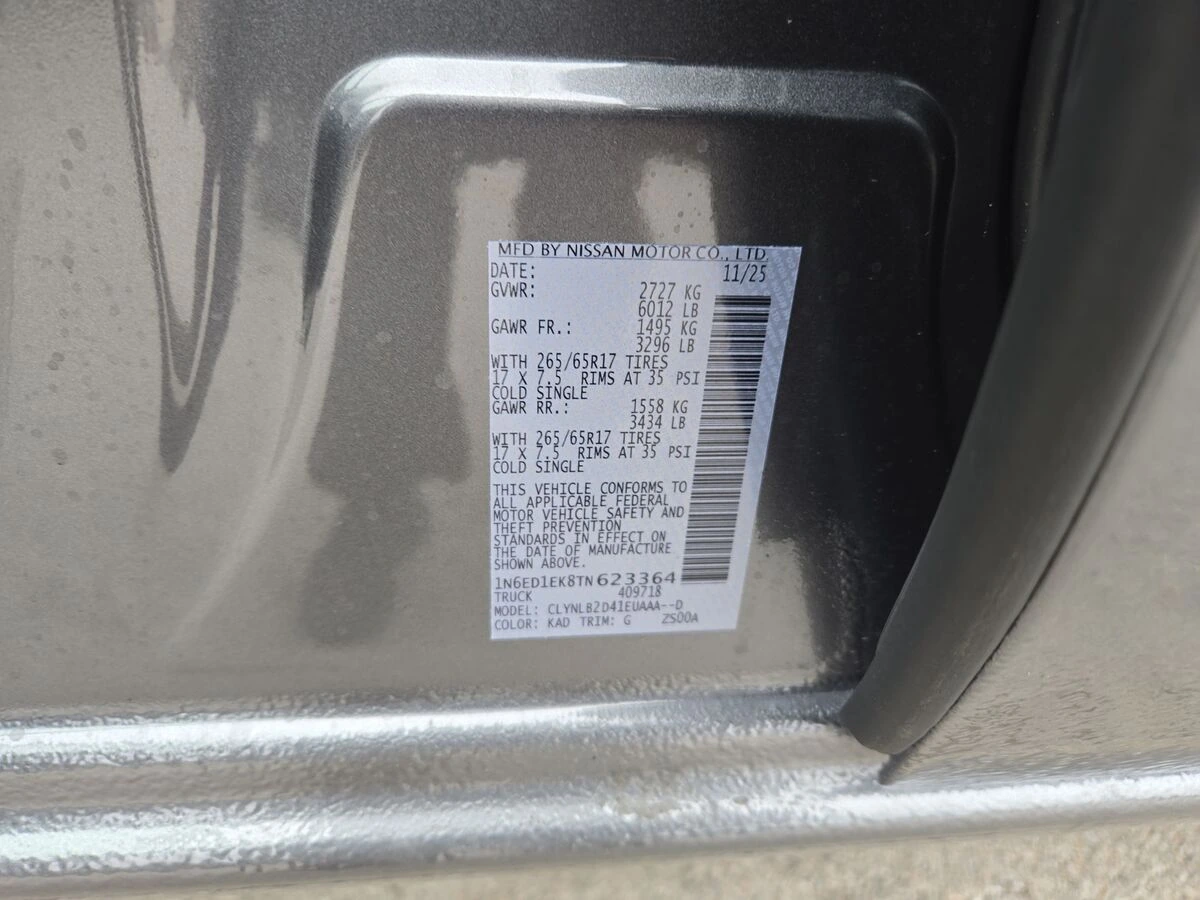 MFD BY NISSAN MOTOR CO., LTD.
DATE: 11/25
GVWR: 2727 KG
6012 LB
GAWR FR.: 1495 KG
3296 LB
WITH 265/65R17 TIRES
17 X 7.5 RIMS AT 35 PSI
COLD SINGLE
GAWR RR.: 1558 KG
3434 LB
WITH 265/65R17 TIRES
17 X 7.5 RIMS AT 35 PSI
COLD SINGLE
THIS VEHICLE CONFORMS TO
ALL APPLICABLE FEDERAL
MOTOR VEHICLE SAFETY AND
THEFT PREVENTION
STANDARDS IN EFFECT ON
THE DATE OF MANUFACTURE
SHOWN ABOVE.
1N6ED1EK8TN623364
TRUCK 409718
MODEL: CLYNLB2D41EUAAA--D
COLOR: KAD TRIM: G ZS00A